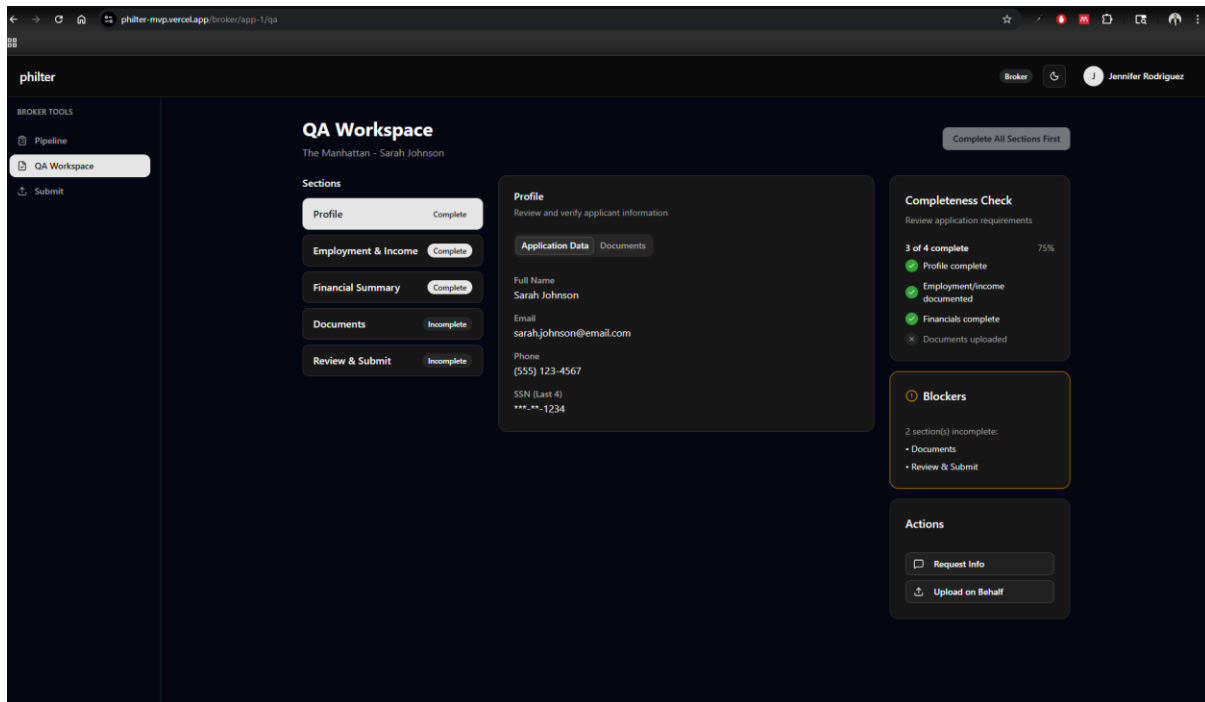 philter-mvp.vercel.app/broker/app-1/qa
philter
Broker
J
Jennifer Rodriguez
BROKER TOOLS
Pipeline
QA Workspace
Submit
QA Workspace
The Manhattan - Sarah Johnson
Complete All Sections First
Sections
Profile Complete
Employment & Income Complete
Financial Summary Complete
Documents Incomplete
Review & Submit Incomplete
Profile
Review and verify applicant information
Application Data Documents
Full Name
Sarah Johnson
Email
sarah.johnson@email.com
Phone
(555) 123-4567
SSN (Last 4)
***-**-1234
Completeness Check
Review application requirements
3 of 4 complete 75%
Profile complete
Employment/income
documented
Financials complete
Documents uploaded
Blockers
2 section(s) incomplete:
• Documents
• Review & Submit
Actions
Request Info
Upload on Behalf